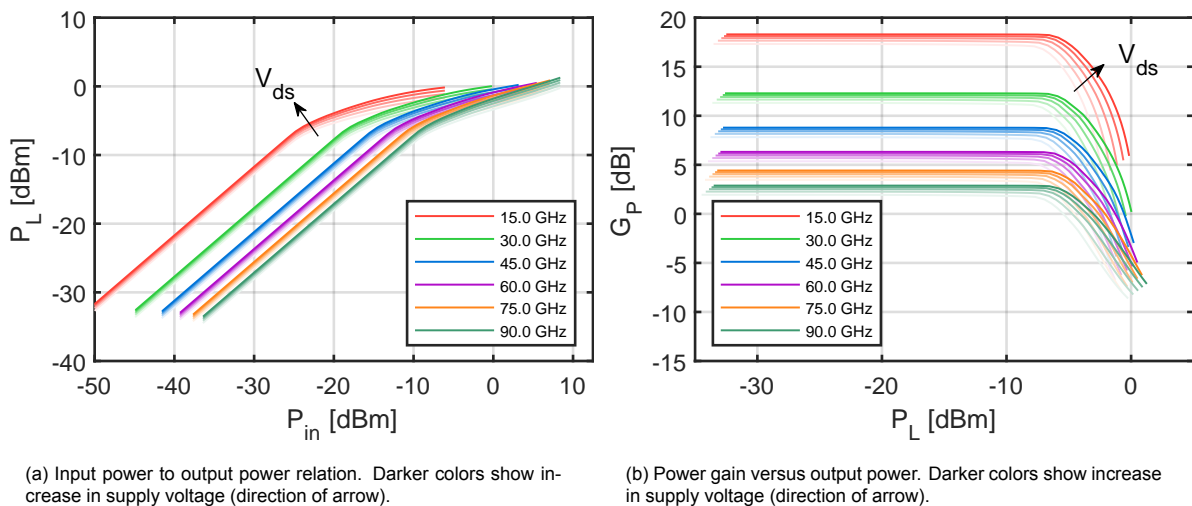 10
0
-10
-20
-30
-40
-50
-40
-30
-20
-10
0
10
P_L [dBm]
P_in [dBm]
V_ds
15.0 GHz
30.0 GHz
45.0 GHz
60.0 GHz
75.0 GHz
90.0 GHz
(a) Input power to output power relation. Darker colors show in-
crease in supply voltage (direction of arrow).
20
15
10
5
0
-5
-10
-15
-30
-20
-10
0
G_P [dB]
P_L [dBm]
V_ds
15.0 GHz
30.0 GHz
45.0 GHz
60.0 GHz
75.0 GHz
90.0 GHz
(b) Power gain versus output power. Darker colors show increase
in supply voltage (direction of arrow).